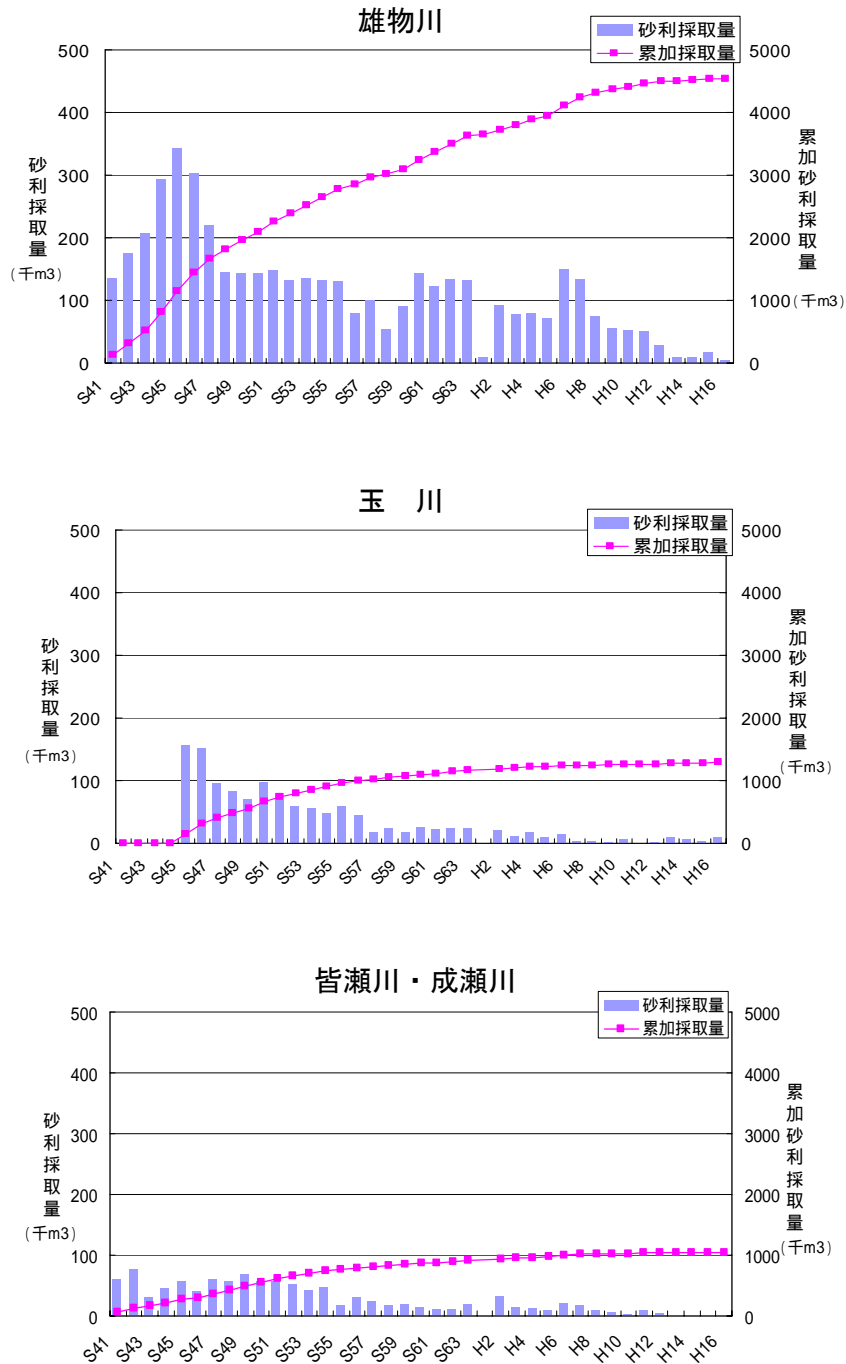 雄物川
砂利採取量
累加採取量
500
400
300
200
100
0
5000
4000
3000
2000
1000
0
砂利採取量
(千m3)
累加砂利採取量
(千m3)
S41
S43
S45
S47
S49
S51
S53
S55
S57
S59
S61
S63
H2
H4
H6
H8
H10
H12
H14
H16
玉 川
砂利採取量
累加採取量
500
400
300
200
100
0
5000
4000
3000
2000
1000
0
砂利採取量
(千m3)
累加砂利採取量
(千m3)
S41
S43
S45
S47
S49
S51
S53
S55
S57
S59
S61
S63
H2
H4
H6
H8
H10
H12
H14
H16
皆瀬川・成瀬川
砂利採取量
累加採取量
500
400
300
200
100
0
5000
4000
3000
2000
1000
0
砂利採取量
(千m3)
累加砂利採取量
(千m3)
S41
S43
S45
S47
S49
S51
S53
S55
S57
S59
S61
S63
H2
H4
H6
H8
H10
H12
H14
H16